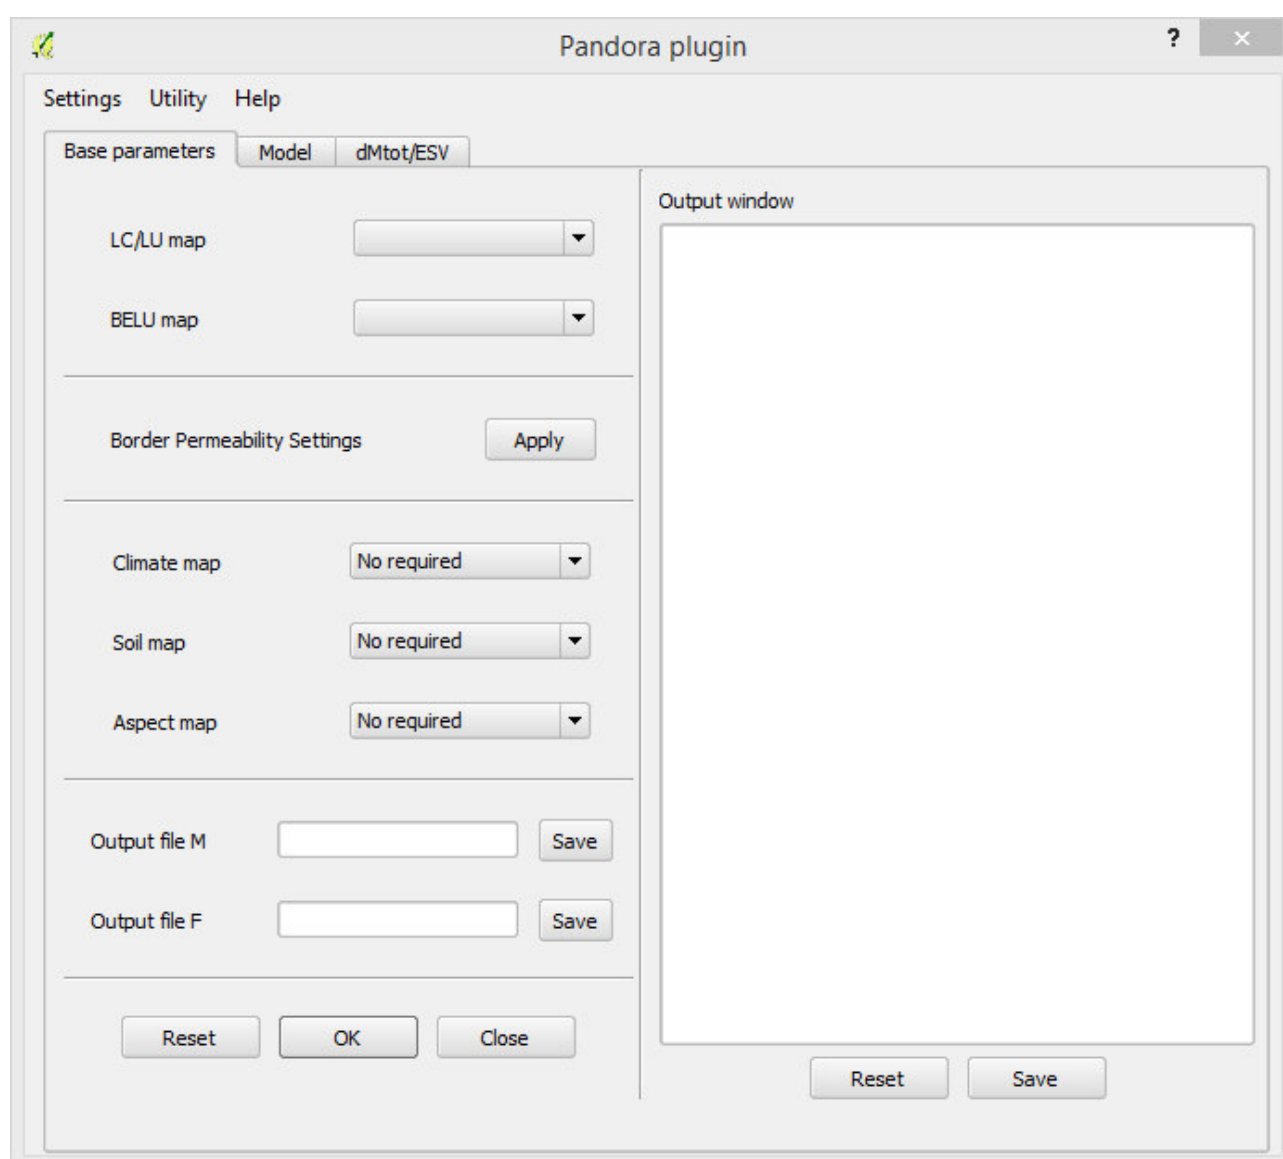 Pandora plugin
?
Settings Utility Help
Base parameters Model dMtot/ESV
LC/LU map
BELU map
Border Permeability Settings Apply
Climate map No required
Soil map No required
Aspect map No required
Output file M Save
Output file F Save
Reset OK Close
Output window
Reset Save